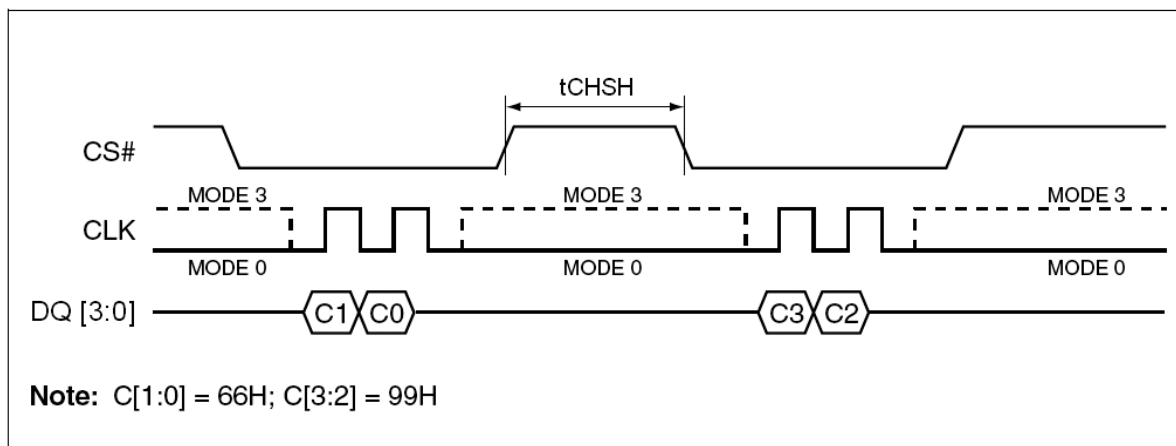 tCHSH
CS#
MODE 3 MODE 3 MODE 3
CLK
MODE 0 MODE 0 MODE 0
DQ [3:0] C1 C0 C3 C2
Note: C[1:0] = 66H; C[3:2] = 99H